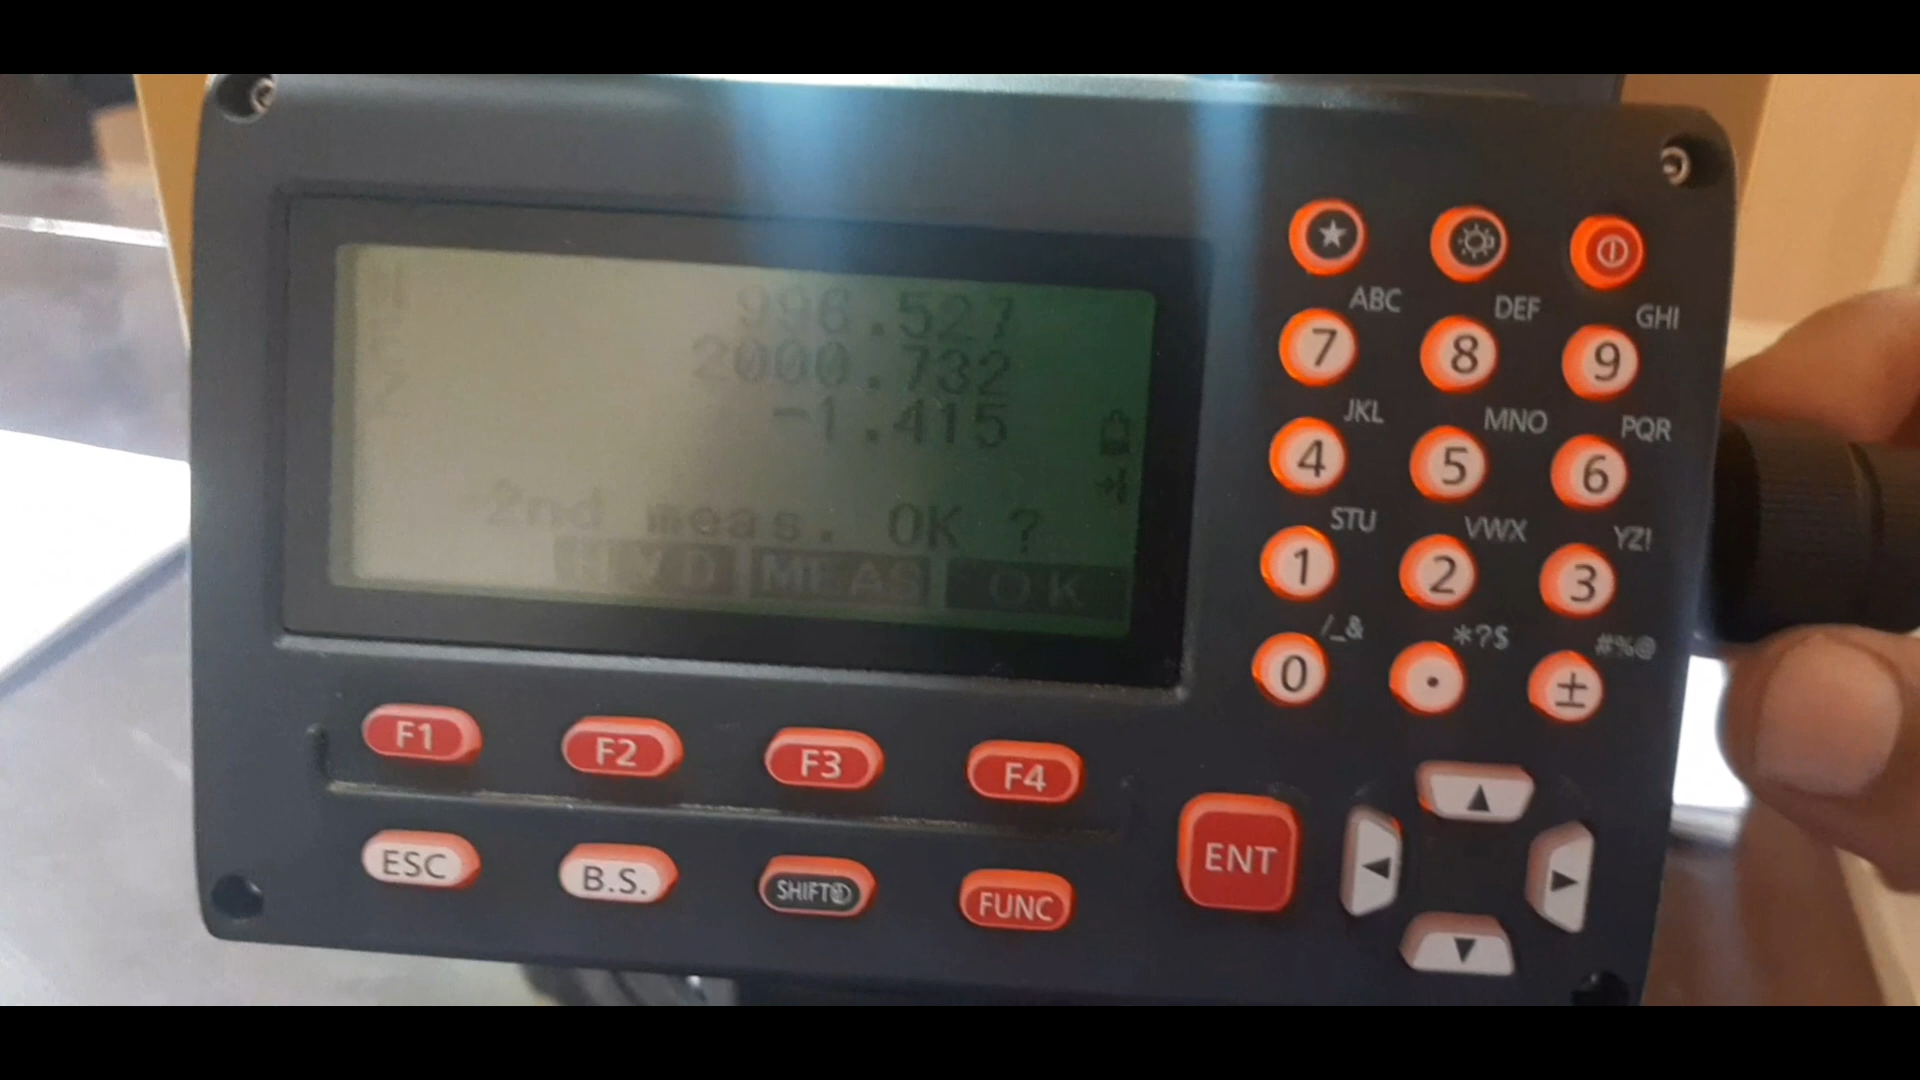 996.527
2000.732
-1.415
2nd meas. OK ?
HVD MEAS OK
ABC DEF GHI
7 8 9
JKL MNO PQR
4 5 6
STU VWX YZ!
1 2 3
/_& *?$ #%@
0 . ±
F1 F2 F3 F4
ESC B.S. SHIFT FUNC
ENT